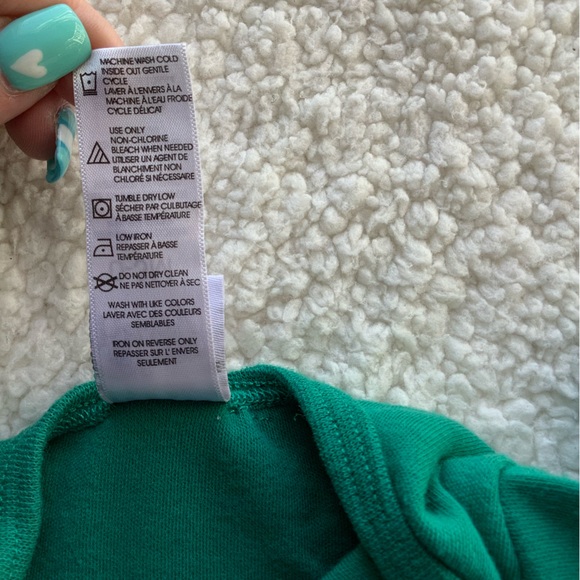 MACHINE WASH COLD
INSIDE OUT GENTLE
CYCLE
LAVER À L'ENVERS À LA
MACHINE À L'EAU FROIDE
CYCLE DÉLICAT
USE ONLY
NON-CHLORINE
BLEACH WHEN NEEDED
UTILISER UN AGENT DE
BLANCHIMENT NON
CHLORÉ SI NÉCESSAIRE
TUMBLE DRY LOW
SÉCHER PAR CULBUTAGE
À BASSE TEMPÉRATURE
LOW IRON
REPASSER À BASSE
TEMPÉRATURE
DO NOT DRY CLEAN
NE PAS NETTOYER À SEC
WASH WITH LIKE COLORS
LAVER AVEC DES COULEURS
SEMBLABLES
IRON ON REVERSE ONLY
REPASSER SUR L' ENVERS
SEULEMENT